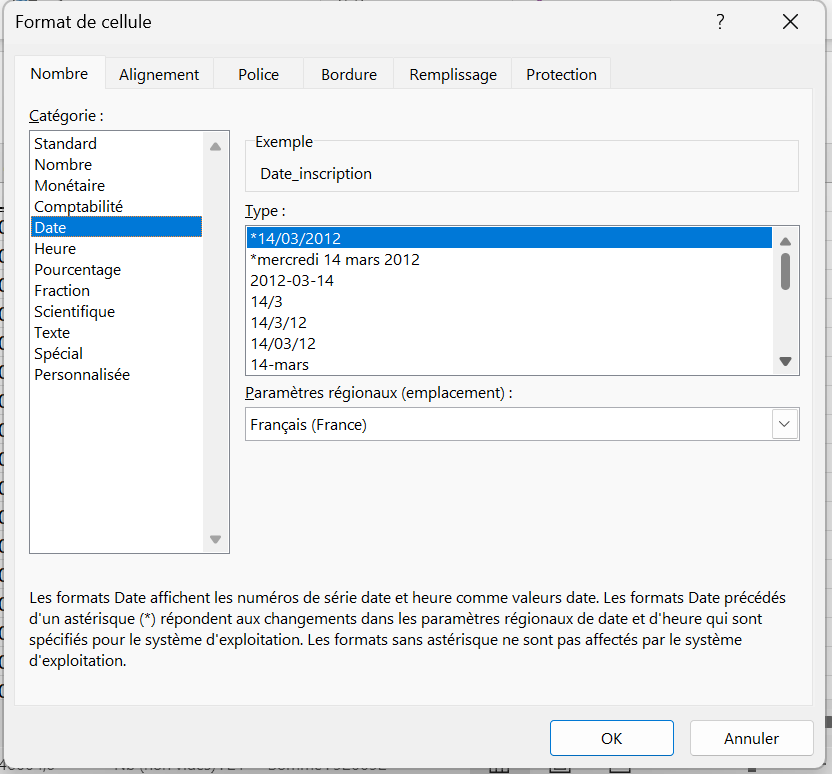 Format de cellule
?
Nombre
Alignement
Police
Bordure
Remplissage
Protection
Catégorie :
Standard
Nombre
Monétaire
Comptabilité
Date
Heure
Pourcentage
Fraction
Scientifique
Texte
Spécial
Personnalisée
Exemple
Date_inscription
Type :
*14/03/2012
*mercredi 14 mars 2012
2012-03-14
14/3
14/3/12
14/03/12
14-mars
Paramètres régionaux (emplacement) :
Français (France)
Les formats Date affichent les numéros de série date et heure comme valeurs date. Les formats Date précédés
d'un astérisque (*) répondent aux changements dans les paramètres régionaux de date et d'heure qui sont
spécifiés pour le système d'exploitation. Les formats sans astérisque ne sont pas affectés par le système
d'exploitation.
OK
Annuler